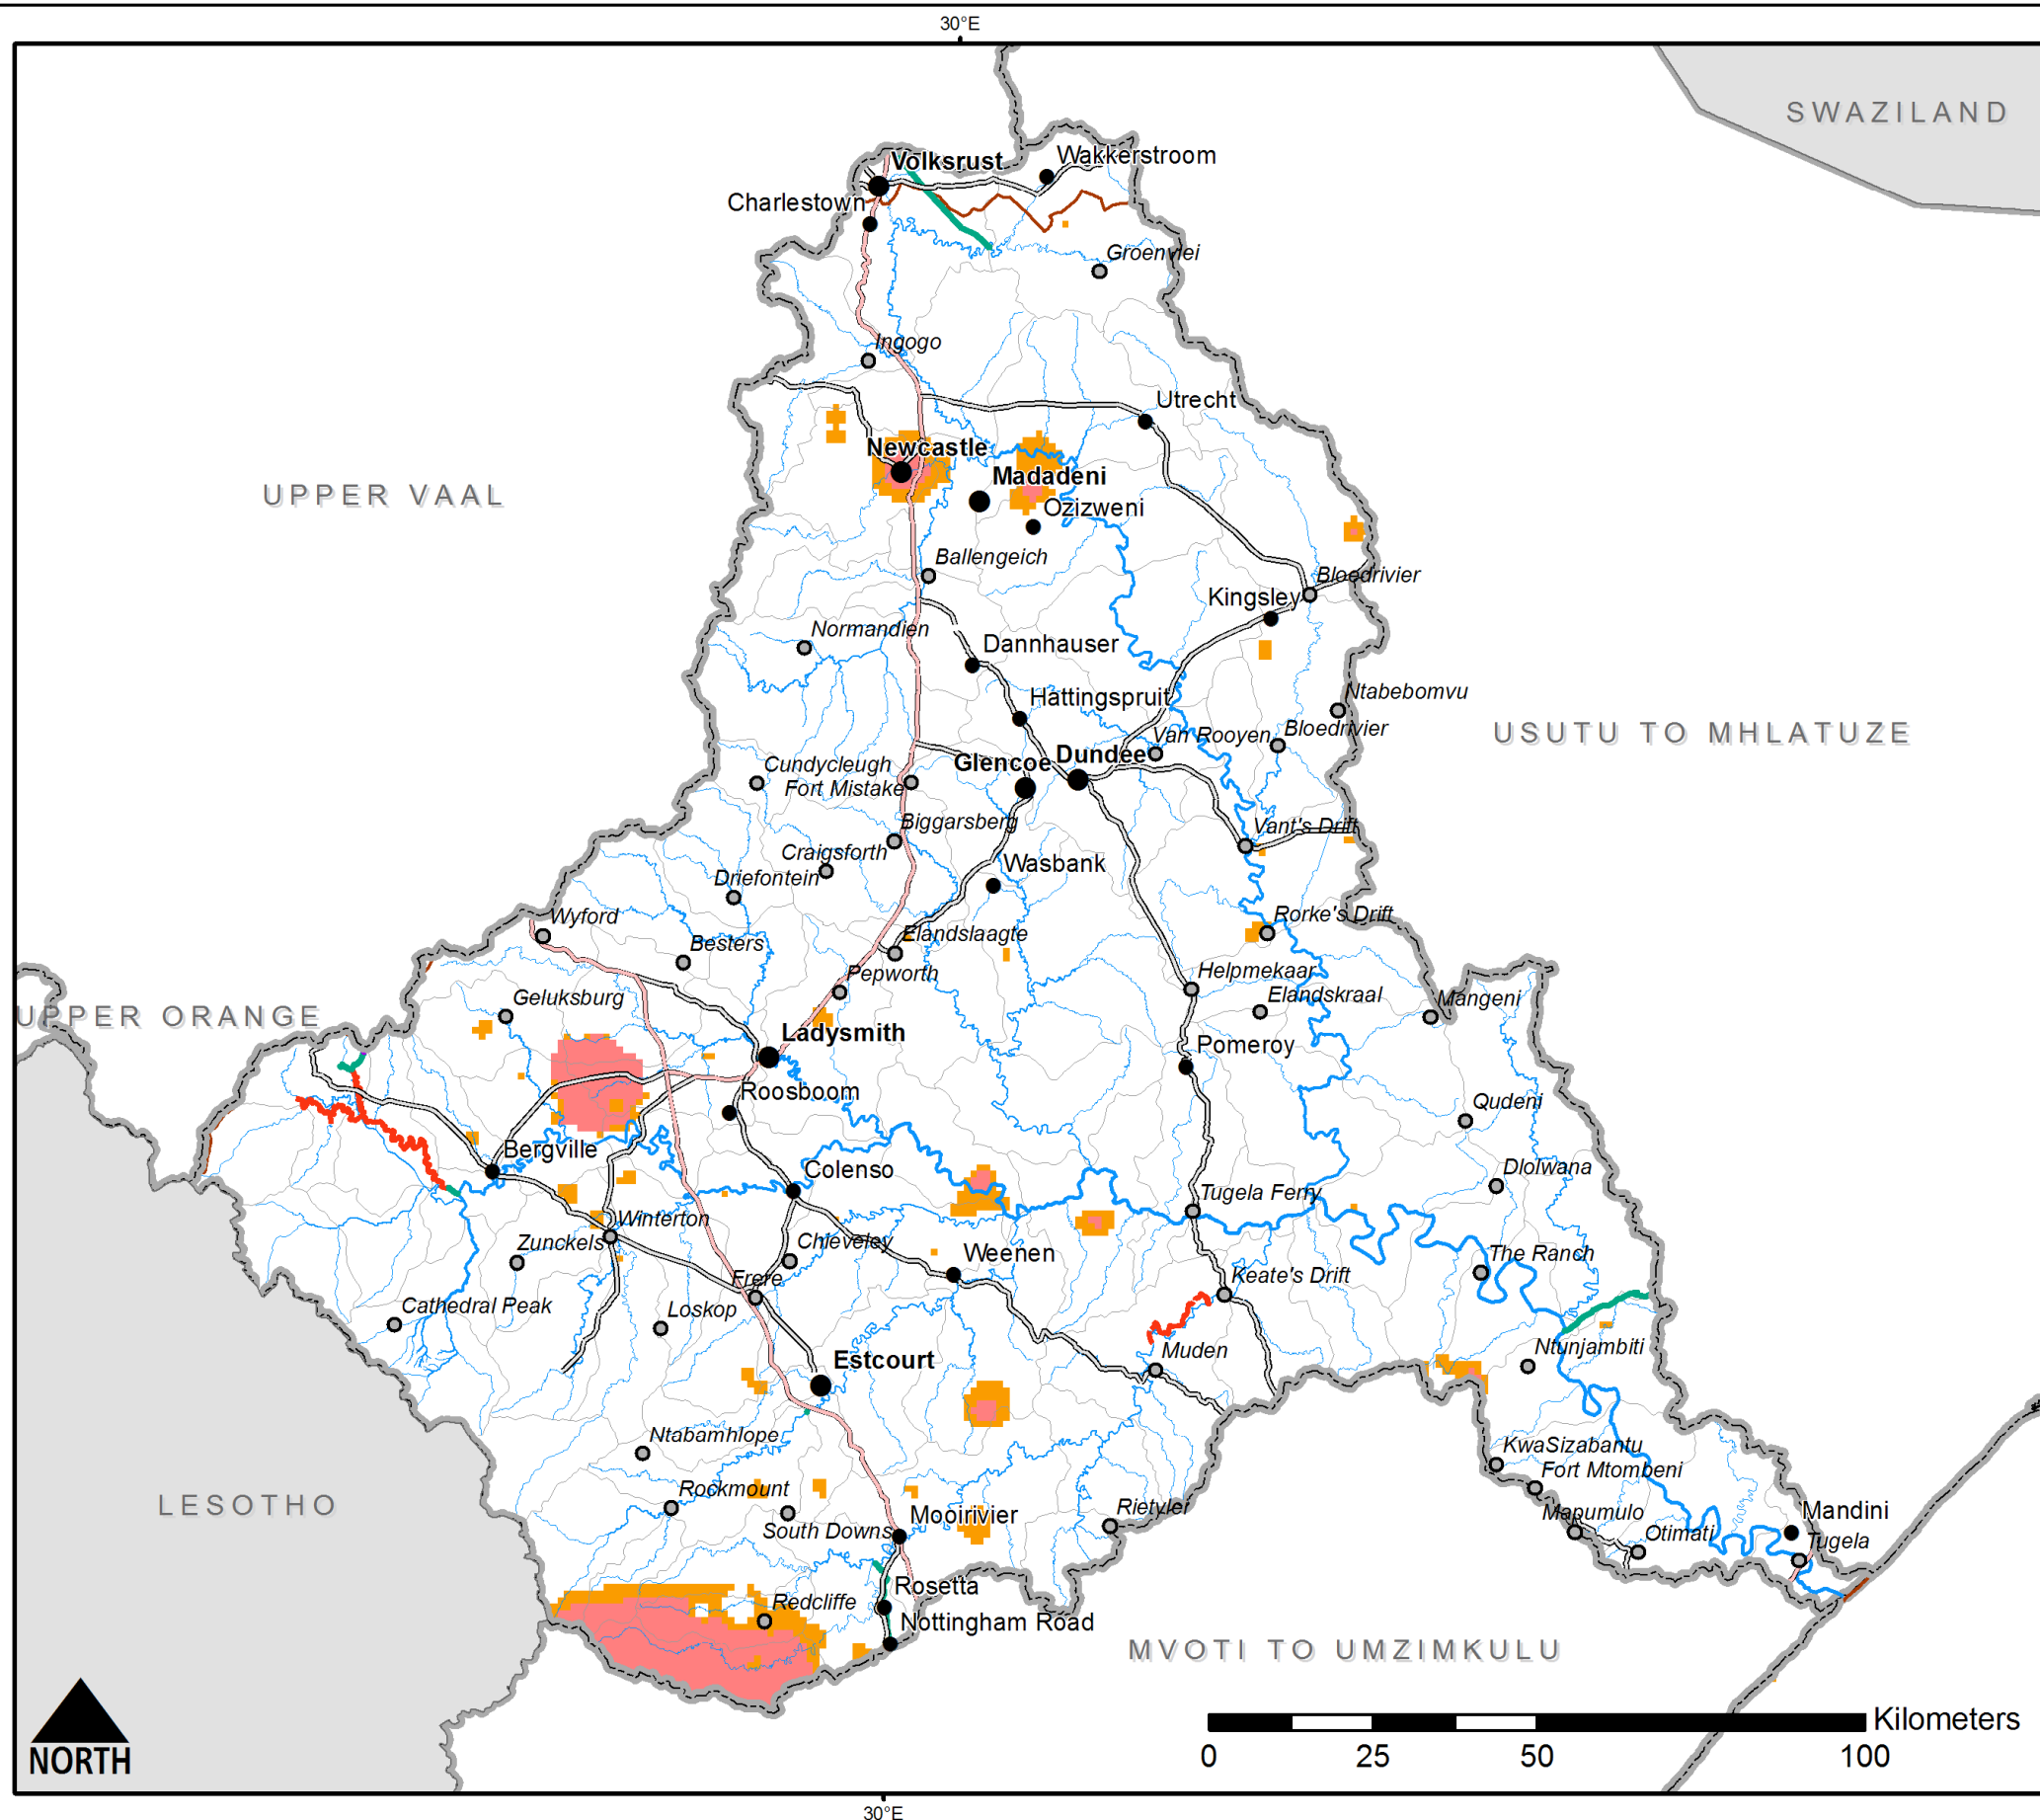 30°E
SWAZILAND
Volksrust
Wakkerstroom
Charlestown
Groenvlei
Ingogo
Utrecht
Newcastle
Madadeni
UPPER VAAL
Ozizweni
Ballengeich
Bloedrivier
Kingsley
Normandien
Dannhauser
Ntabebomvu
Hattingspruit
Bloedrivier
Van Rooyen
USUTU TO MHLATUZE
Dundee
Glencoe
Cundycleugh
Fort Mistake
Biggarsberg
Vant's Drift
Craigsforth
Wasbank
Driefontein
Wyford
Rorke's Drift
Elandslaagte
Besters
Pepworth
Helpmekaar
Geluksburg
Elandskraal
Mangeni
UPPER ORANGE
Ladysmith
Pomeroy
Roosboom
Qudeni
Bergville
Colenso
Dlolwana
Tugela Ferry
Winterton
Zunckels
Chieveley
Weenen
The Ranch
Frere
Keate's Drift
Cathedral Peak
Loskop
Ntunjambiti
Muden
Estcourt
Ntabamhlope
KwaSizabantu
Fort Mtombeni
Rockmount
LESOTHO
Mooirivier
Rietvlei
Mapumulo
Mandini
South Downs
Otimati
Tugela
Rosetta
Redcliffe
Nottingham Road
MVOTI TO UMZIMKULU
Kilometers
0 25 50 100
NORTH
30°E